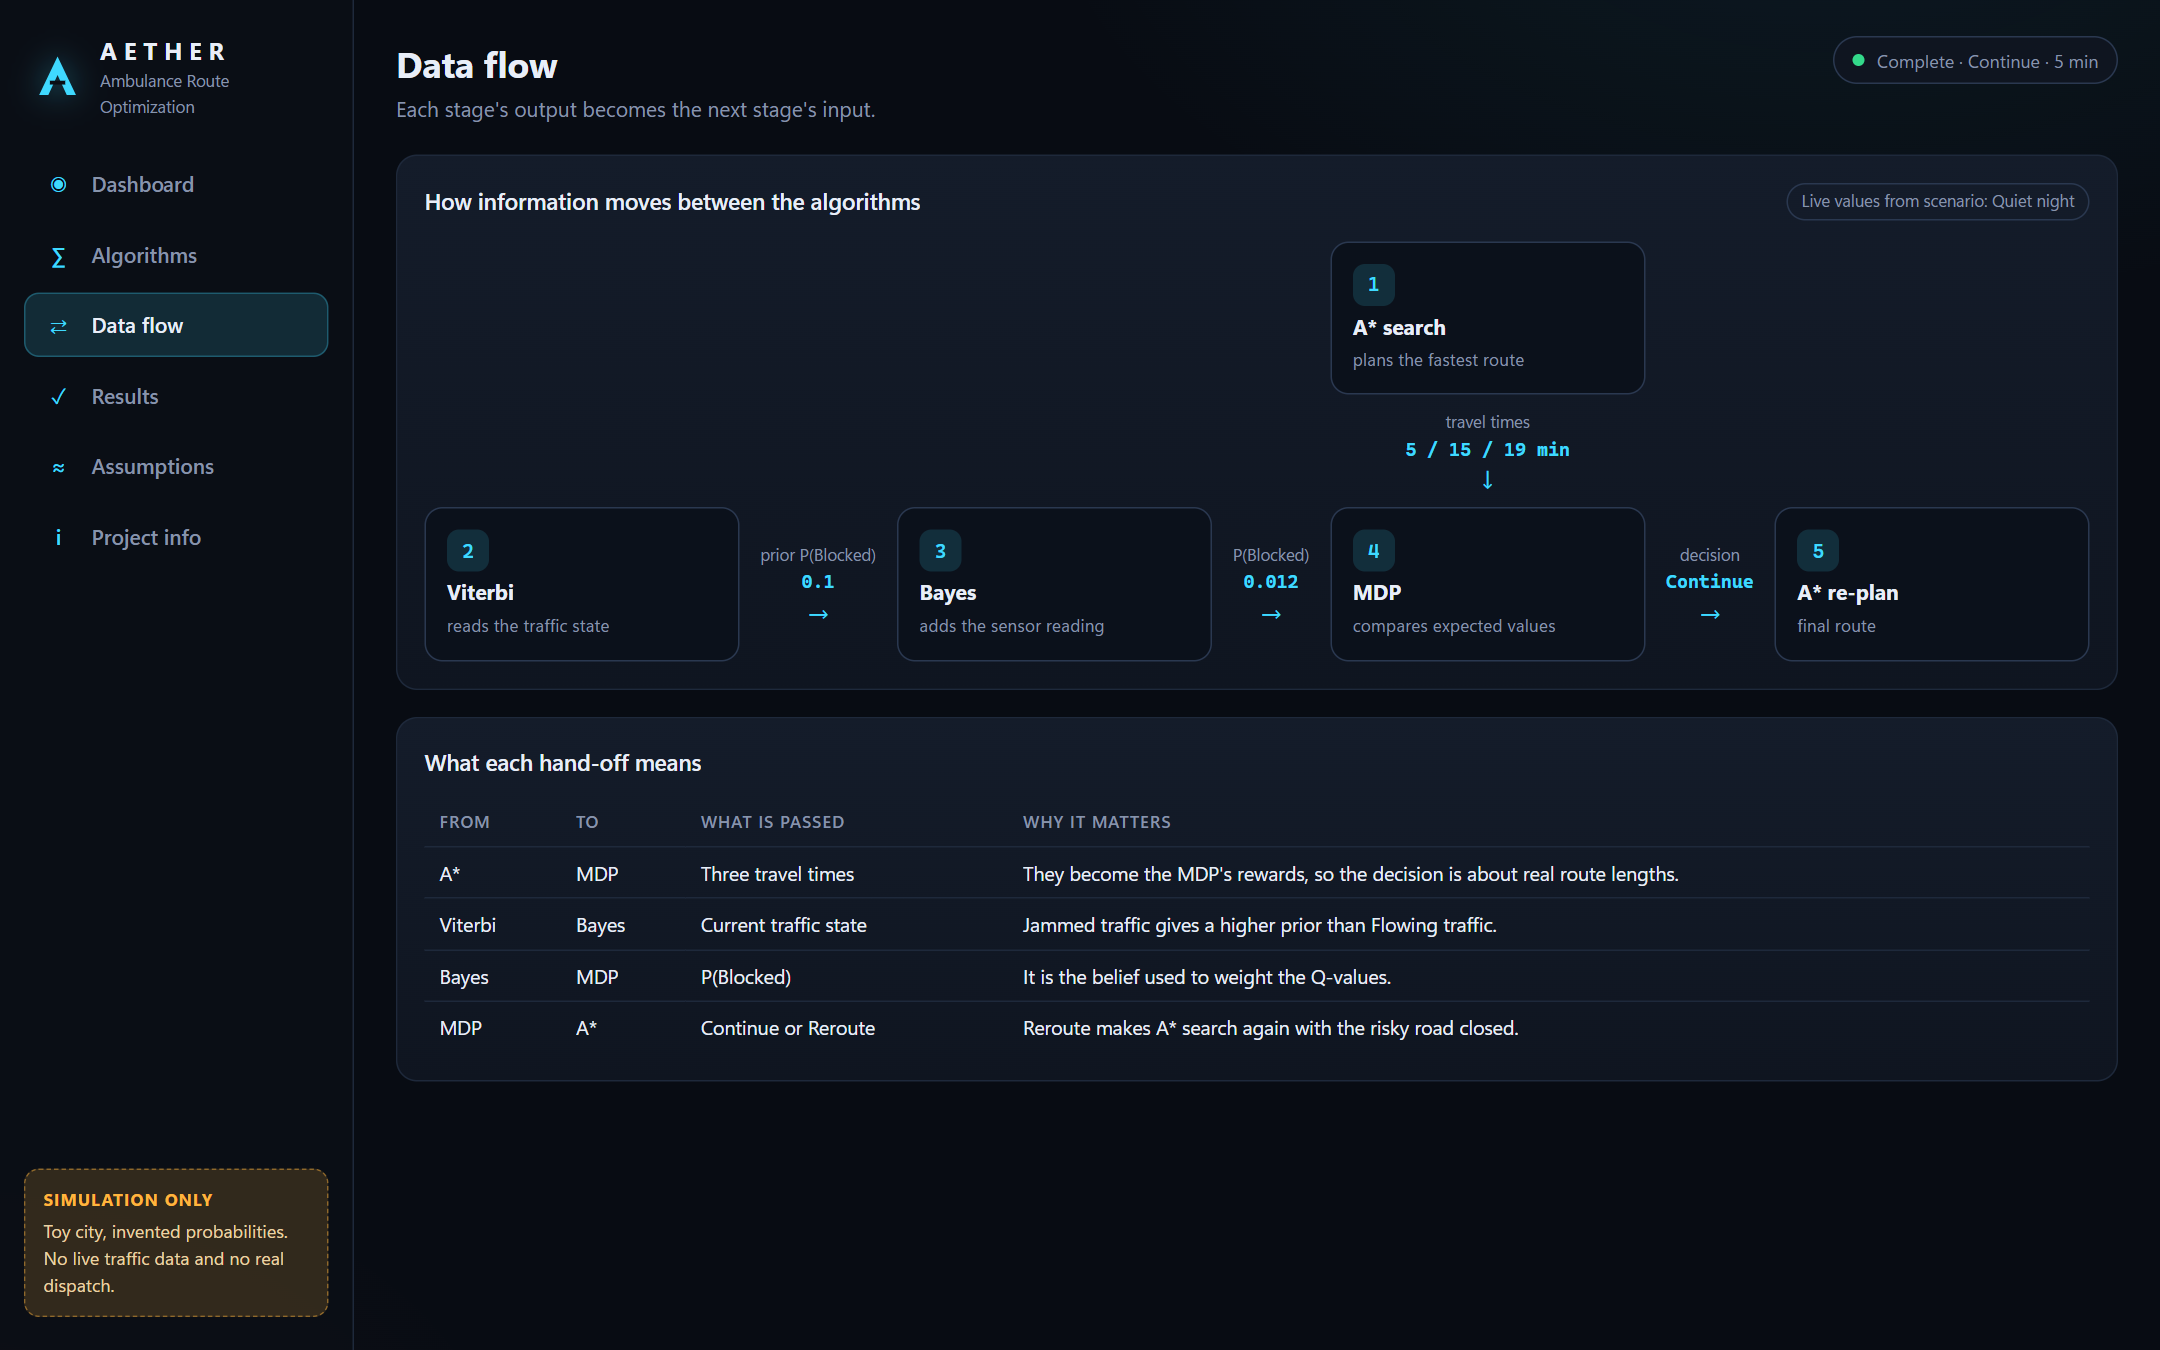 AETHER
Ambulance Route
Optimization
Dashboard
∑ Algorithms
⇄ Data flow
✓ Results
≈ Assumptions
i Project info
SIMULATION ONLY
Toy city, invented probabilities.
No live traffic data and no real
dispatch.
Data flow
Each stage's output becomes the next stage's input.
Complete · Continue · 5 min
How information moves between the algorithms
Live values from scenario: Quiet night
1
A* search
plans the fastest route
travel times
5 / 15 / 19 min
↓
2
Viterbi
reads the traffic state
prior P(Blocked)
0.1
→
3
Bayes
adds the sensor reading
P(Blocked)
0.012
→
4
MDP
compares expected values
decision
Continue
→
5
A* re-plan
final route
What each hand-off means
FROM TO WHAT IS PASSED WHY IT MATTERS
A* MDP Three travel times They become the MDP's rewards, so the decision is about real route lengths.
Viterbi Bayes Current traffic state Jammed traffic gives a higher prior than Flowing traffic.
Bayes MDP P(Blocked) It is the belief used to weight the Q-values.
MDP A* Continue or Reroute Reroute makes A* search again with the risky road closed.